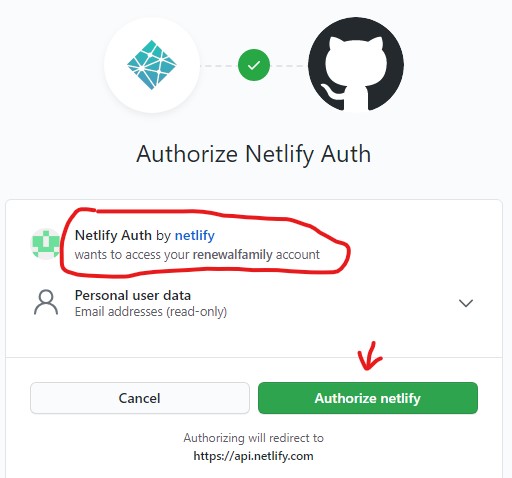 Authorize Netlify Auth
Netlify Auth by netlify
wants to access your renewalfamily account
Personal user data
Email addresses (read-only)
Cancel
Authorize netlify
Authorizing will redirect to
https://api.netlify.com